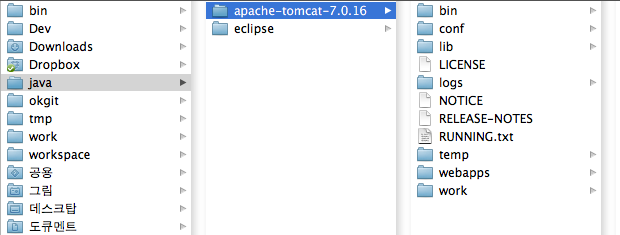 bin
Dev
Downloads
Dropbox
java
okgit
tmp
work
workspace
공용
그림
데스크탑
도큐멘트
apache-tomcat-7.0.16
eclipse
bin
conf
lib
LICENSE
logs
NOTICE
RELEASE-NOTES
RUNNING.txt
temp
webapps
work